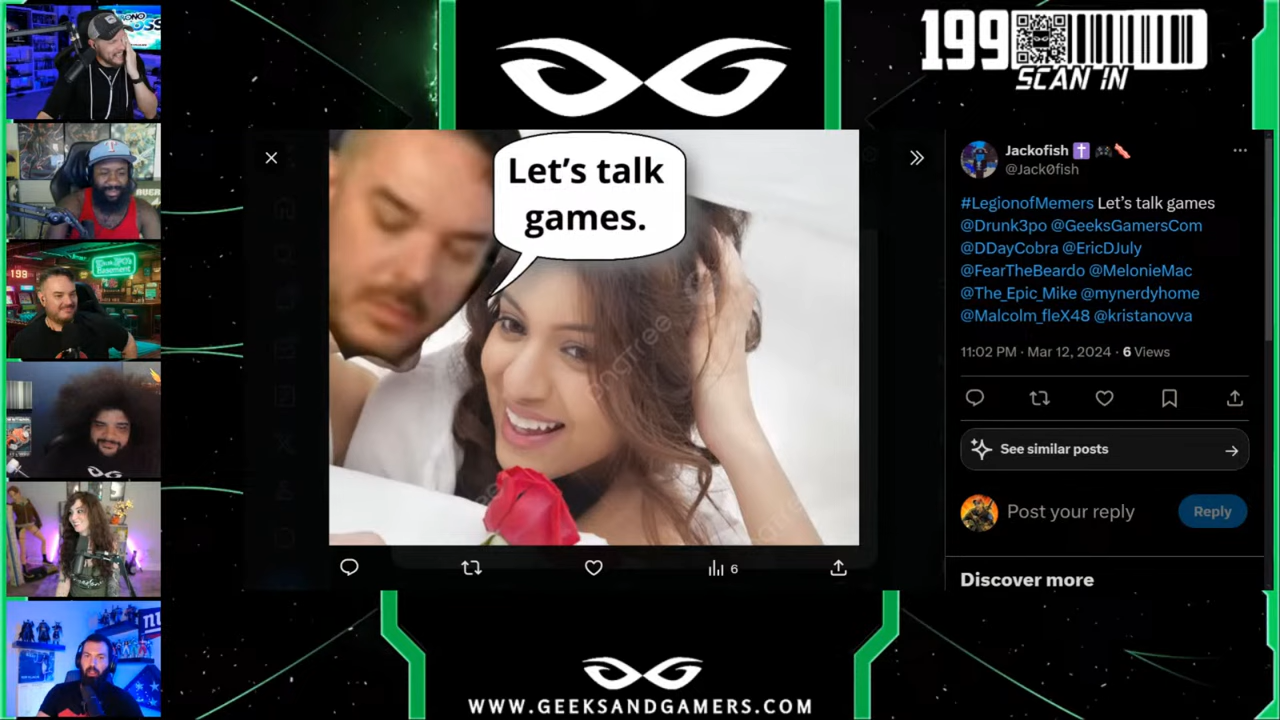 199
SCAN IN
Let's talk
games.
Jackofish
@Jack0fish
#LegionofMemers Let's talk games
@Drunk3po @GeeksGamersCom
@DDayCobra @EricDJuly
@FearTheBeardo @MelonieMac
@The_Epic_Mike @mynerdyhome
@Malcolm_fleX48 @kristanovva
11:02 PM · Mar 12, 2024 · 6 Views
See similar posts
Post your reply
Reply
6
Discover more
WWW.GEEKSANDGAMERS.COM